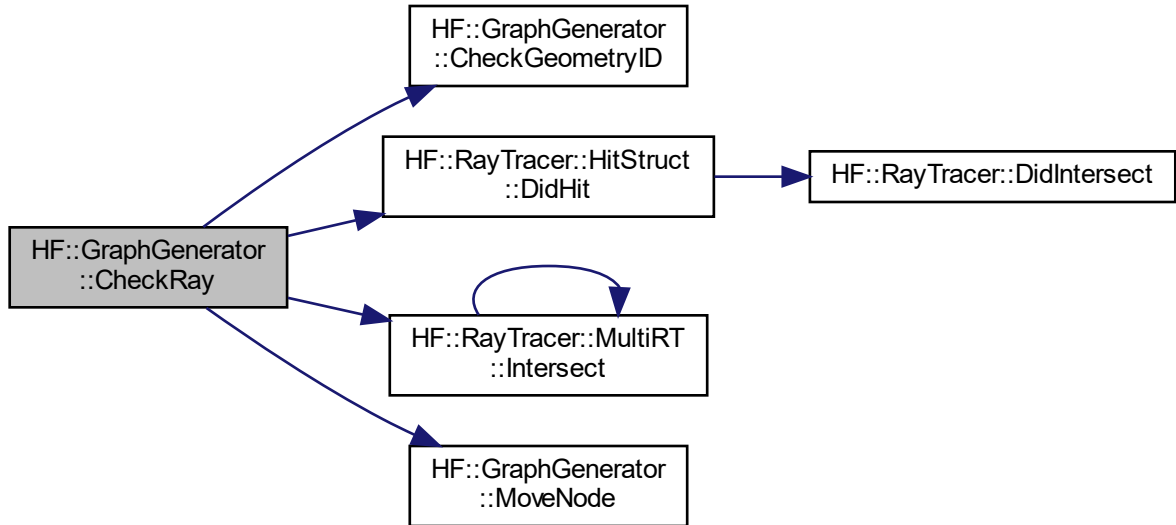 HF::GraphGenerator
::CheckGeometryID
HF::RayTracer::HitStruct
::DidHit
HF::RayTracer::DidIntersect
HF::GraphGenerator
::CheckRay
HF::RayTracer::MultiRT
::Intersect
HF::GraphGenerator
::MoveNode